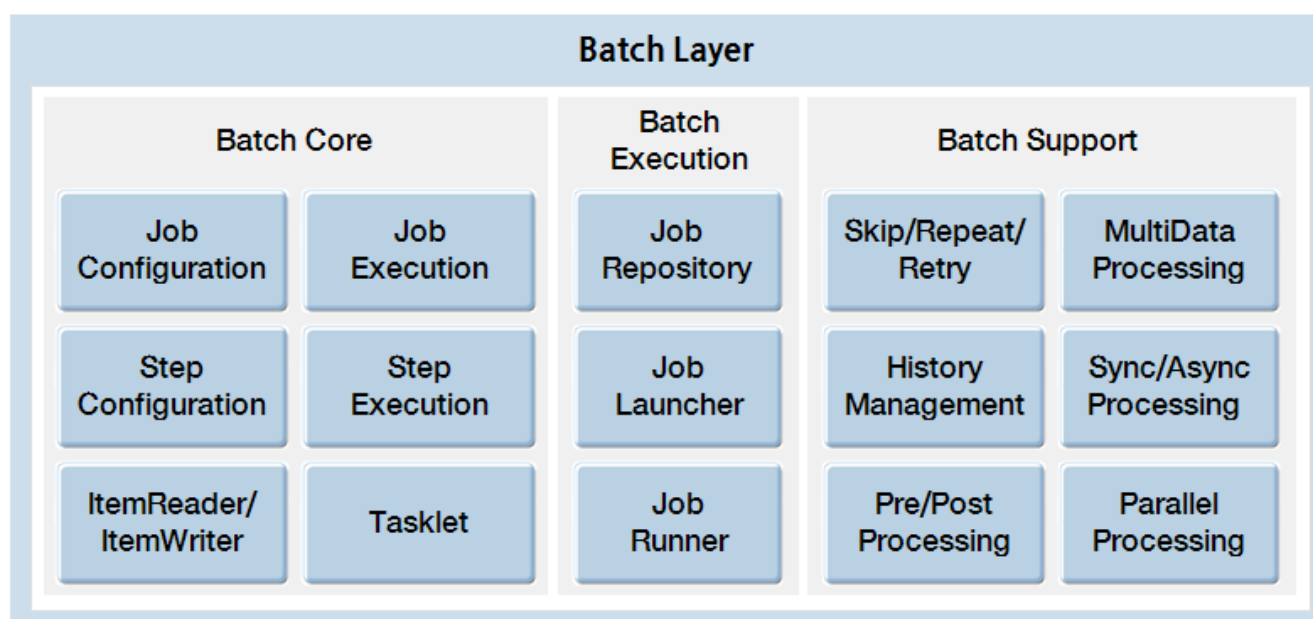 Batch Layer
Batch Core
Job
Configuration
Job
Execution
Step
Configuration
Step
Execution
ItemReader/
ItemWriter
Tasklet
Batch
Execution
Job
Repository
Job
Launcher
Job
Runner
Batch Support
Skip/Repeat/
Retry
MultiData
Processing
History
Management
Sync/Async
Processing
Pre/Post
Processing
Parallel
Processing